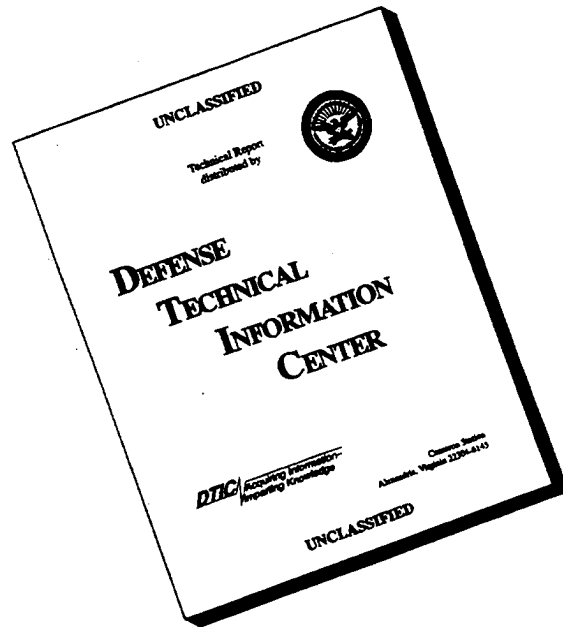 UNCLASSIFIED
Technical Report
distributed by
DEFENSE
TECHNICAL
INFORMATION
CENTER
DTIC Acquiring Information–
Imparting Knowledge
Cameron Station
Alexandria, Virginia 22304-6145
UNCLASSIFIED